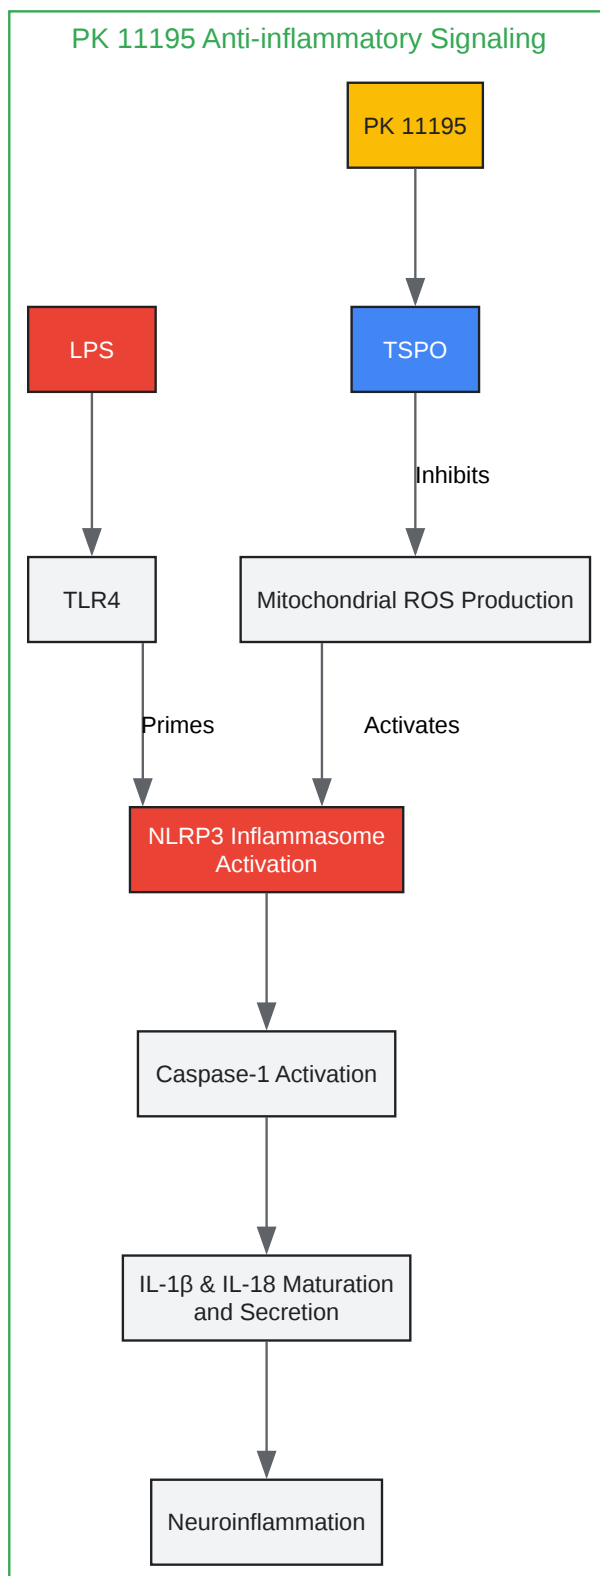 PK 11195 Anti-inflammatory Signaling
PK 11195
LPS
TSPO
Inhibits
TLR4
Mitochondrial ROS Production
Primes
Activates
NLRP3 Inflammasome
Activation
Caspase-1 Activation
IL-1β & IL-18 Maturation
and Secretion
Neuroinflammation